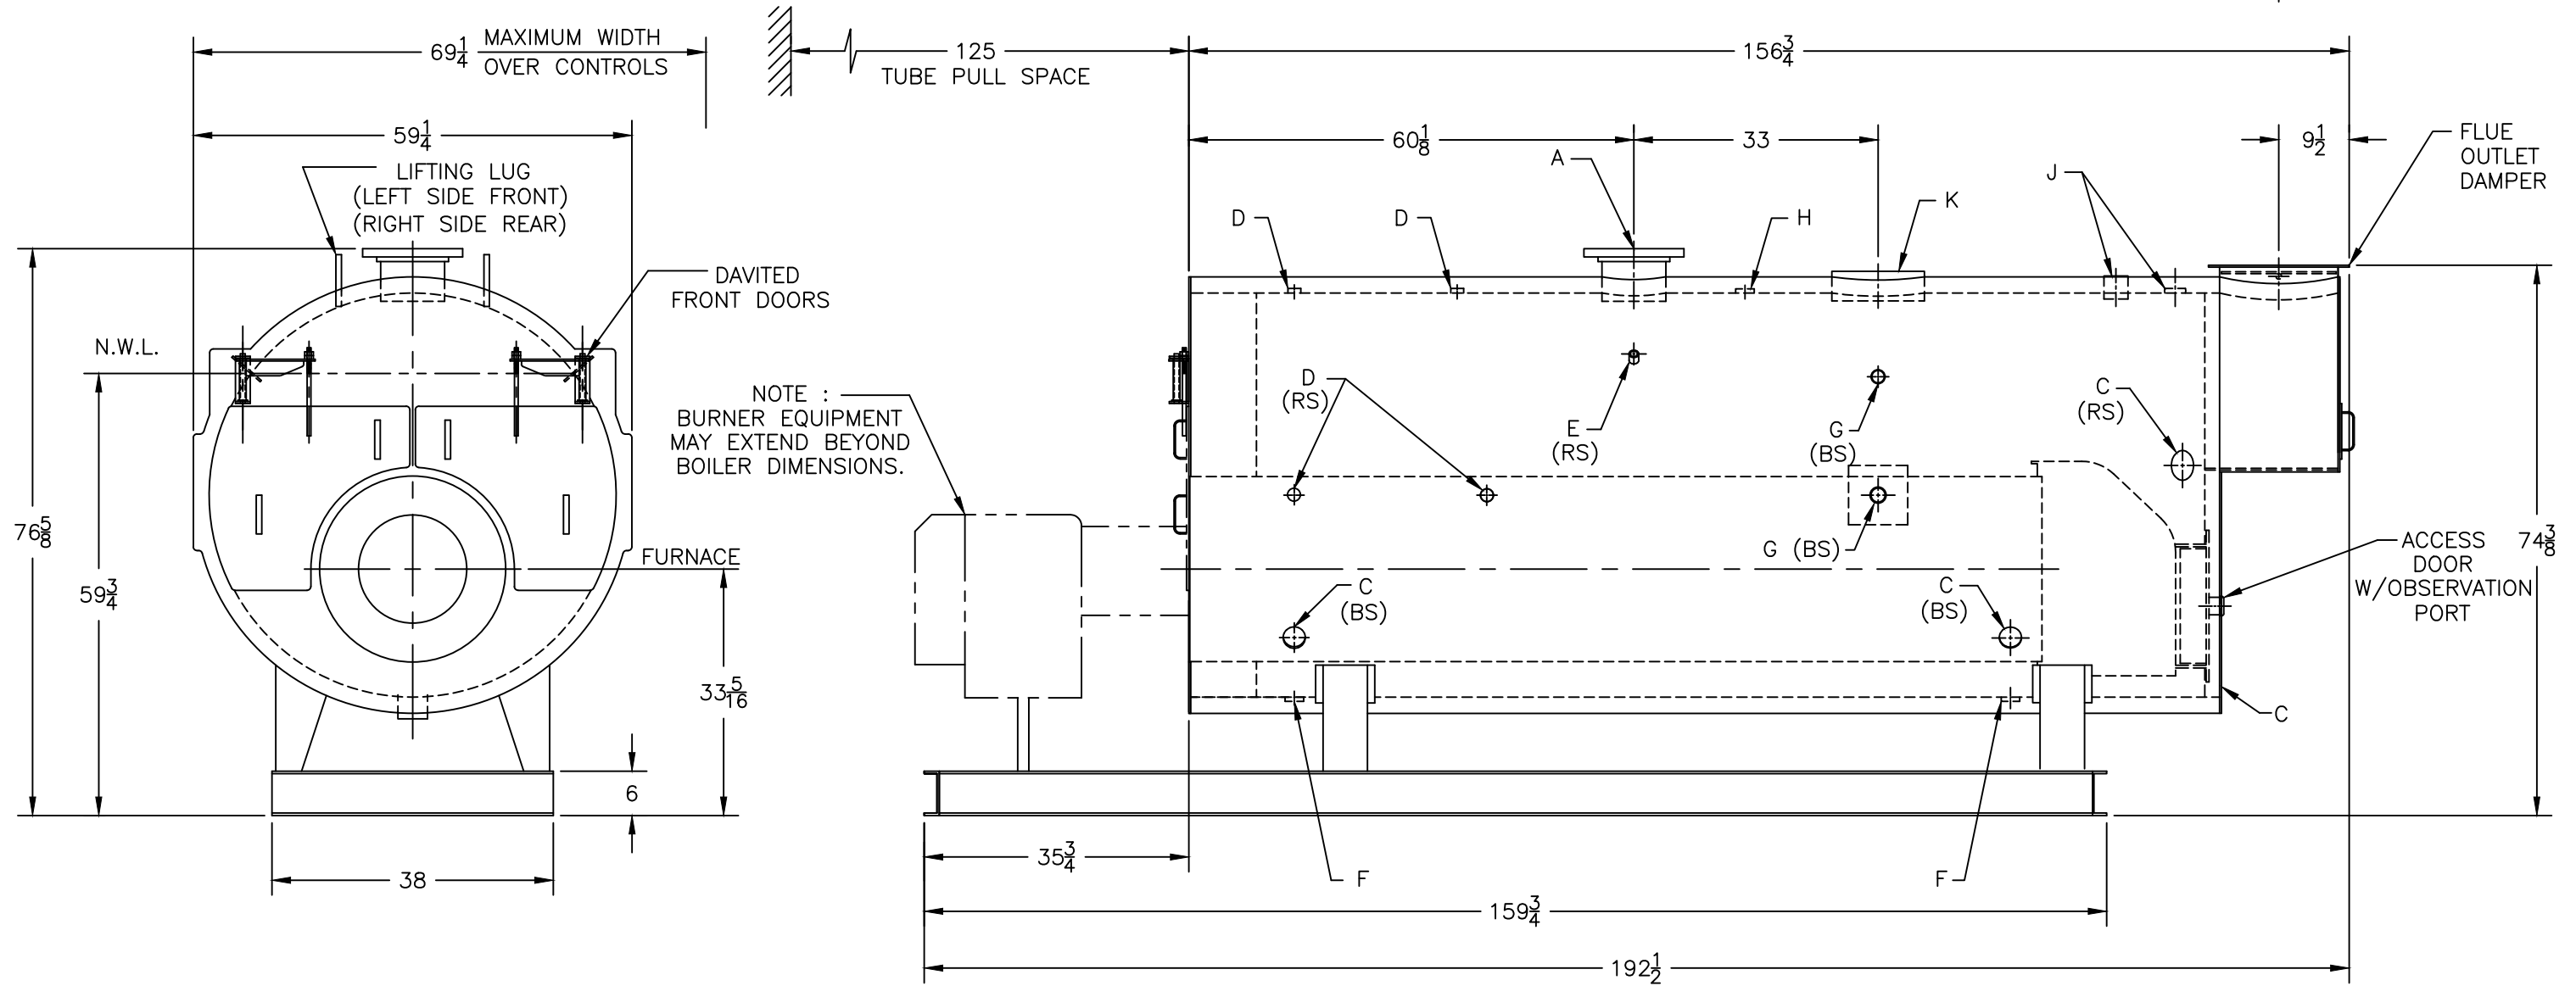 69 1/4
MAXIMUM WIDTH
OVER CONTROLS
125
TUBE PULL SPACE
156 3/4
59 1/4
LIFTING LUG
(LEFT SIDE FRONT)
(RIGHT SIDE REAR)
DAVITED
FRONT DOORS
N.W.L.
76 5/8
59 3/4
FURNACE
33 5/16
6
38
NOTE :
BURNER EQUIPMENT
MAY EXTEND BEYOND
BOILER DIMENSIONS.
60 1/8
33
9 1/2
FLUE
OUTLET
DAMPER
A
J
K
D
D
H
D
(RS)
E
(RS)
G
(BS)
C
(RS)
G (BS)
C
(BS)
C
(BS)
ACCESS
DOOR
W/OBSERVATION
PORT
74 3/8
C
F
F
35 3/4
159 3/4
192 1/2